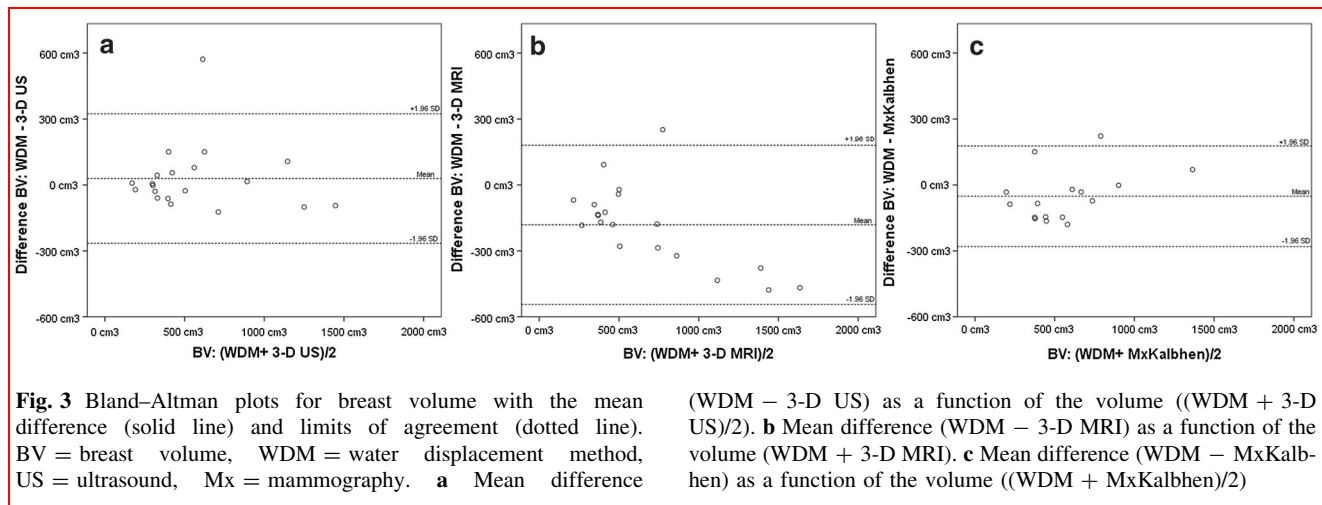 a
600 cm3
300 cm3
0 cm3
-300 cm3
-600 cm3
Difference BV: WDM - 3-D US
+1.96 SD
Mean
-1.96 SD
0 cm3 500 cm3 1000 cm3 1500 cm3 2000 cm3
BV: (WDM+ 3-D US)/2
b
600 cm3
300 cm3
0 cm3
-300 cm3
-600 cm3
Difference BV: WDM - 3-D MRI
+1.96 SD
Mean
-1.96 SD
0 cm3 500 cm3 1000 cm3 1500 cm3 2000 cm3
BV: (WDM+ 3-D MRI)/2
c
600 cm3
300 cm3
0 cm3
-300 cm3
-600 cm3
Difference BV: WDM - MxKalbhen
+1.96 SD
Mean
-1.96 SD
0 cm3 500 cm3 1000 cm3 1500 cm3 2000 cm3
BV: (WDM+ MxKalbhen)/2
Fig. 3 Bland–Altman plots for breast volume with the mean
difference (solid line) and limits of agreement (dotted line).
BV = breast volume, WDM = water displacement method,
US = ultrasound, Mx = mammography. a Mean difference
(WDM − 3-D US) as a function of the volume ((WDM + 3-D
US)/2). b Mean difference (WDM − 3-D MRI) as a function of the
volume (WDM + 3-D MRI). c Mean difference (WDM − MxKalb-
hen) as a function of the volume ((WDM + MxKalbhen)/2)